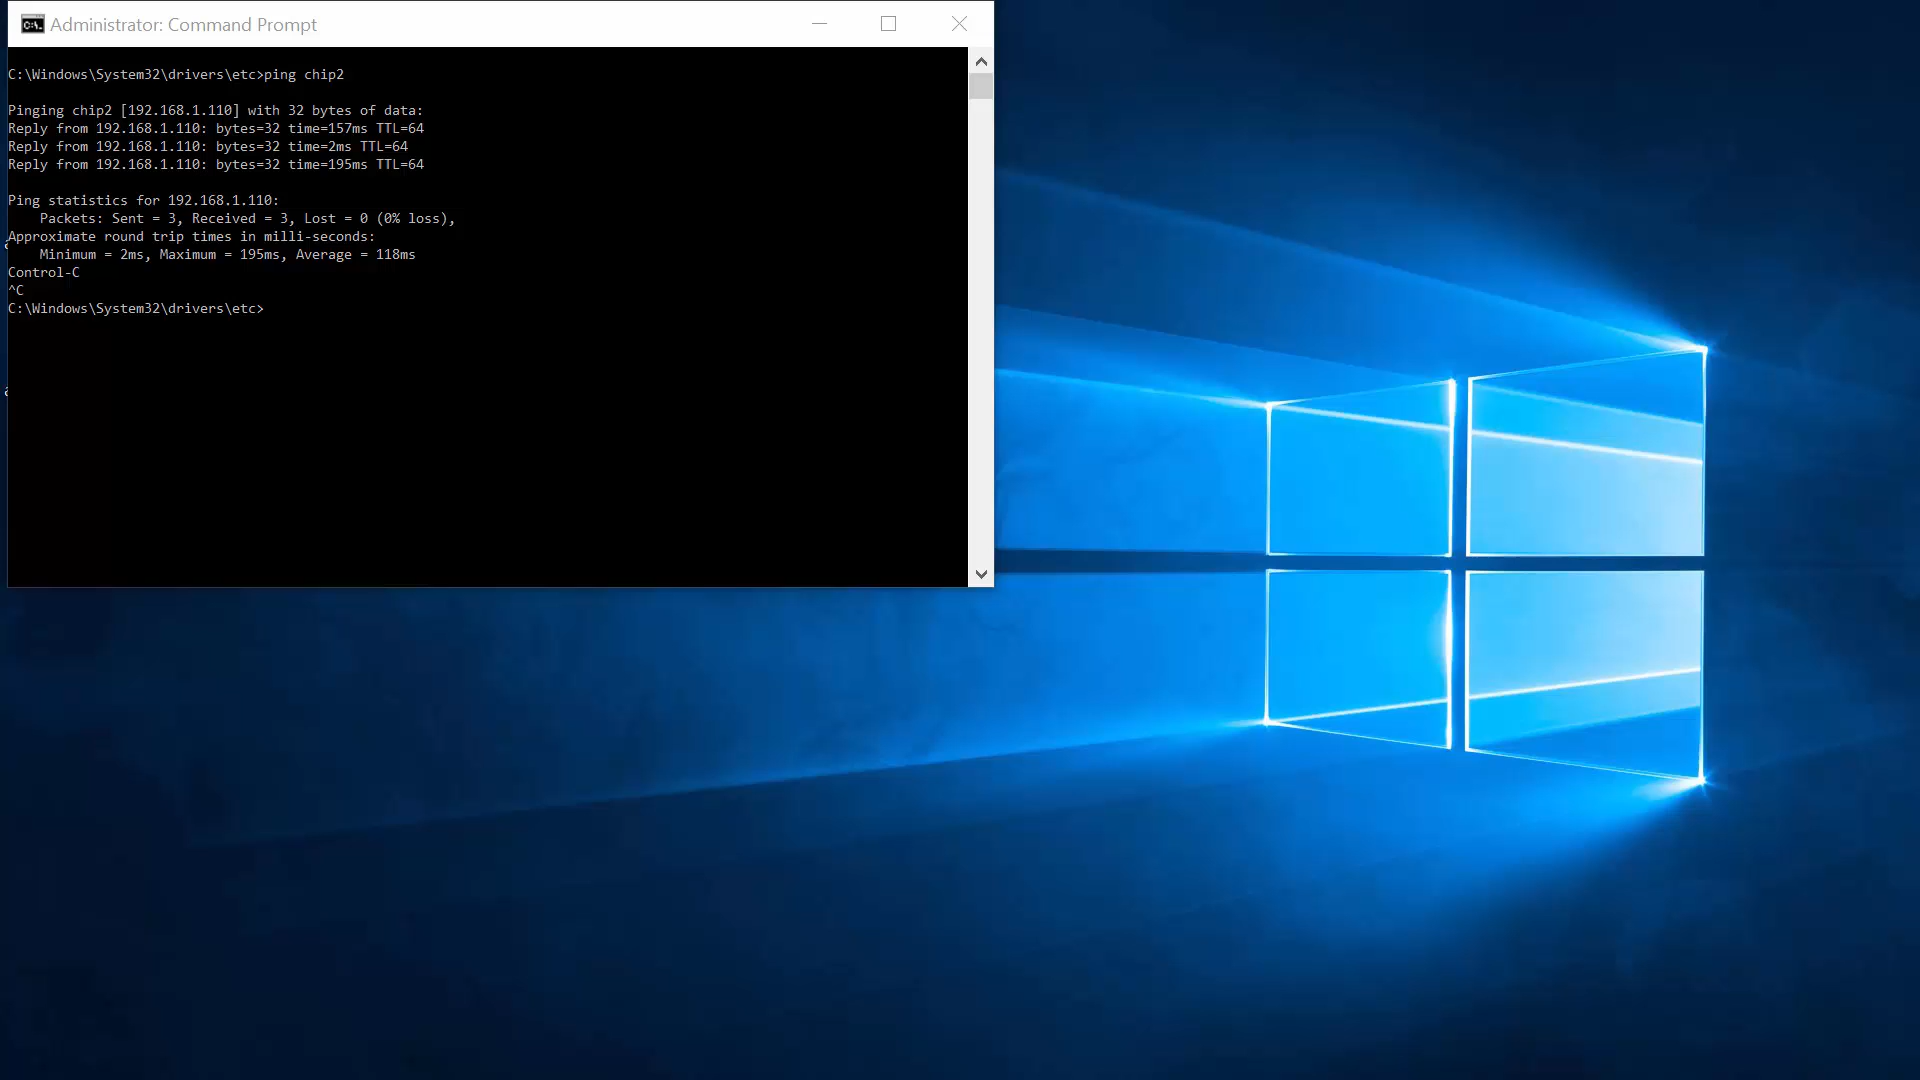 Administrator: Command Prompt
C:\Windows\System32\drivers\etc>ping chip2
Pinging chip2 [192.168.1.110] with 32 bytes of data:
Reply from 192.168.1.110: bytes=32 time=157ms TTL=64
Reply from 192.168.1.110: bytes=32 time=2ms TTL=64
Reply from 192.168.1.110: bytes=32 time=195ms TTL=64
Ping statistics for 192.168.1.110:
    Packets: Sent = 3, Received = 3, Lost = 0 (0% loss),
Approximate round trip times in milli-seconds:
    Minimum = 2ms, Maximum = 195ms, Average = 118ms
Control-C
^C
C:\Windows\System32\drivers\etc>